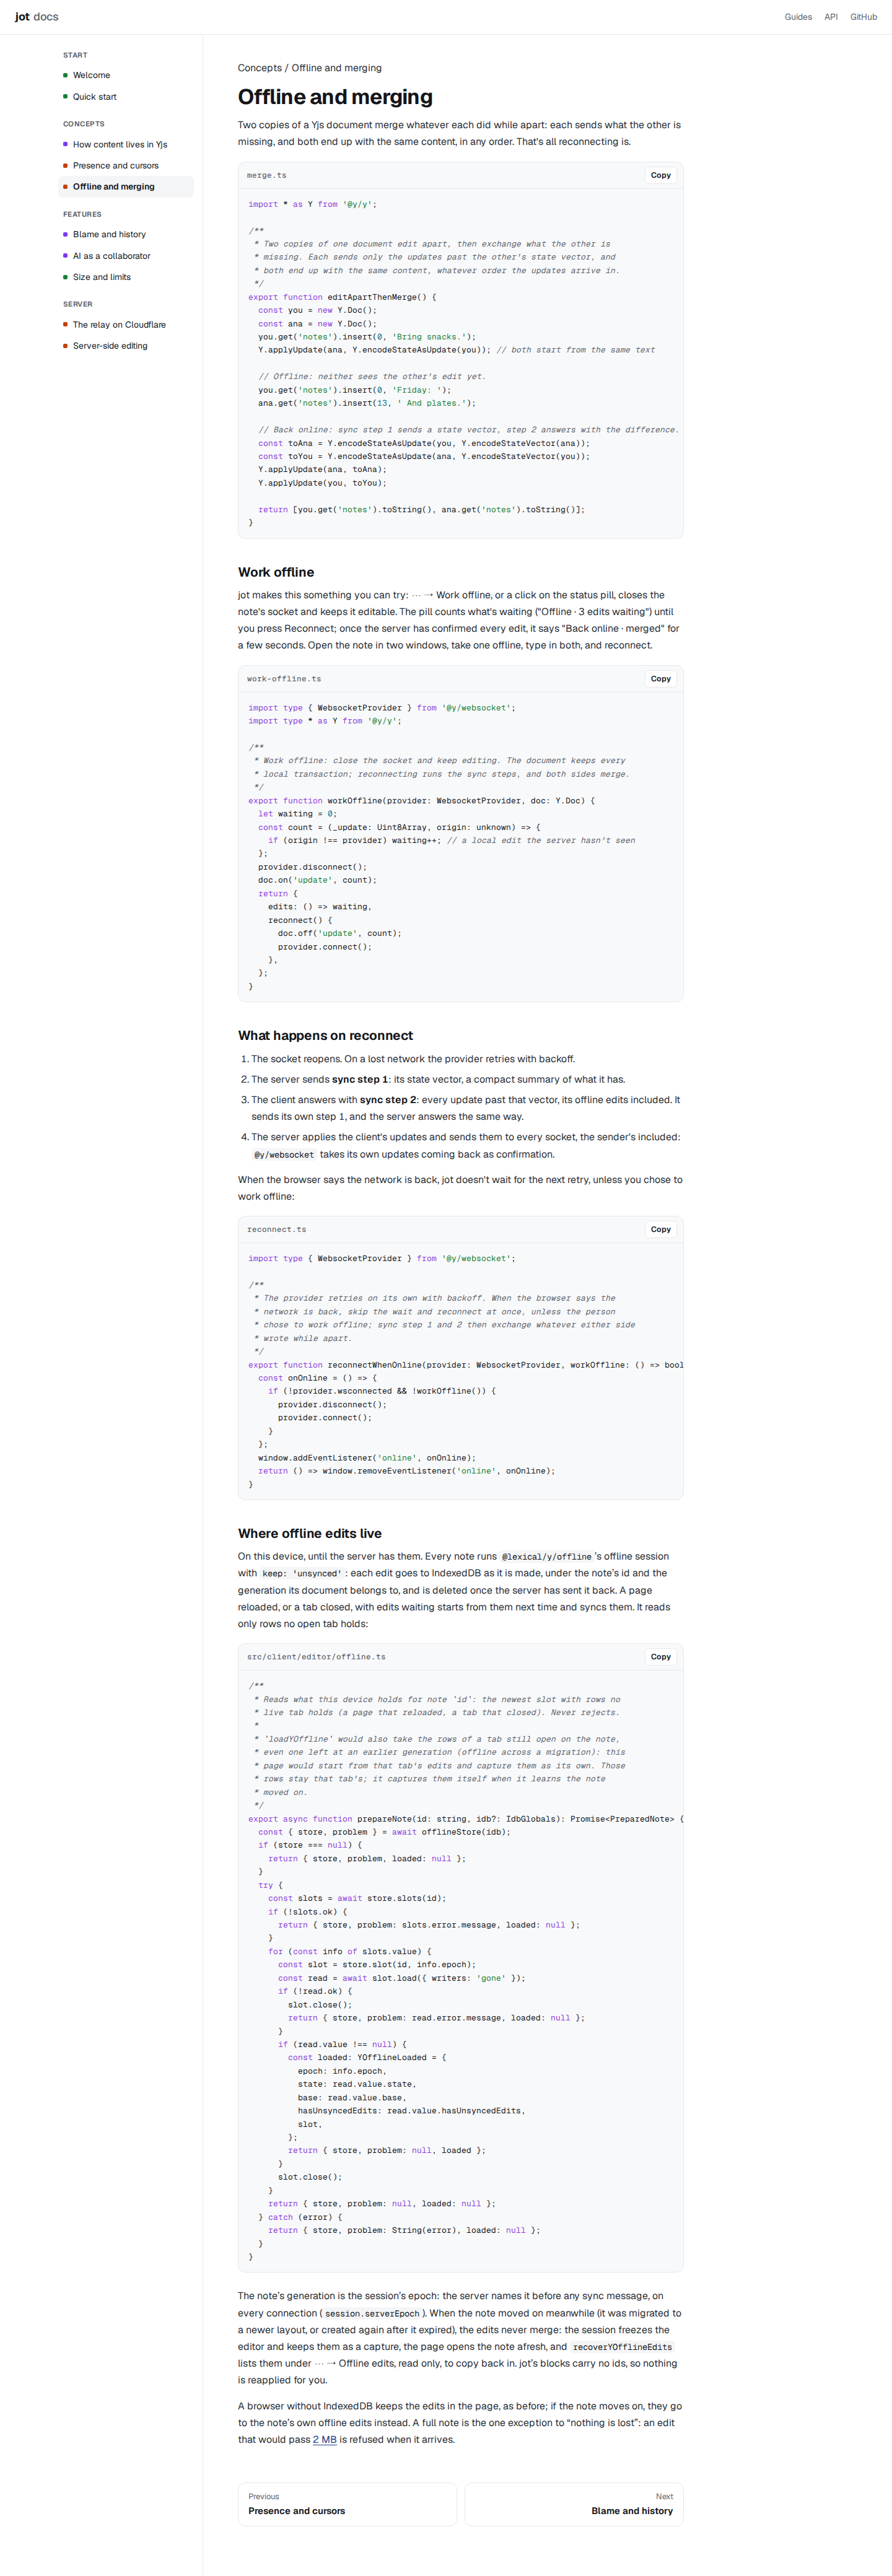 jot docs
Guides API GitHub
START
Welcome
Quick start
CONCEPTS
How content lives in Yjs
Presence and cursors
Offline and merging
FEATURES
Blame and history
AI as a collaborator
Size and limits
SERVER
The relay on Cloudflare
Server-side editing
Concepts / Offline and merging
Offline and merging
Two copies of a Yjs document merge whatever each did while apart: each sends what the other is
missing, and both end up with the same content, in any order. That's all reconnecting is.
merge.ts Copy
import * as Y from '@y/y';
/**
 * Two copies of one document edit apart, then exchange what the other is
 * missing. Each sends only the updates past the other's state vector, and
 * both end up with the same content, whatever order the updates arrive in.
 */
export function editApartThenMerge() {
  const you = new Y.Doc();
  const ana = new Y.Doc();
  you.get('notes').insert(0, 'Bring snacks.');
  Y.applyUpdate(ana, Y.encodeStateAsUpdate(you)); // both start from the same text
  // Offline: neither sees the other's edit yet.
  you.get('notes').insert(0, 'Friday: ');
  ana.get('notes').insert(13, ' And plates.');
  // Back online: sync step 1 sends a state vector, step 2 answers with the difference.
  const toAna = Y.encodeStateAsUpdate(you, Y.encodeStateVector(ana));
  const toYou = Y.encodeStateAsUpdate(ana, Y.encodeStateVector(you));
  Y.applyUpdate(ana, toAna);
  Y.applyUpdate(you, toYou);
  return [you.get('notes').toString(), ana.get('notes').toString()];
}
Work offline
jot makes this something you can try: ··· → Work offline, or a click on the status pill, closes the
note's socket and keeps it editable. The pill counts what's waiting ("Offline · 3 edits waiting") until
you press Reconnect; once the server has confirmed every edit, it says "Back online · merged" for
a few seconds. Open the note in two windows, take one offline, type in both, and reconnect.
work-offline.ts Copy
import type { WebsocketProvider } from '@y/websocket';
import type * as Y from '@y/y';
/**
 * Work offline: close the socket and keep editing. The document keeps every
 * local transaction; reconnecting runs the sync steps, and both sides merge.
 */
export function workOffline(provider: WebsocketProvider, doc: Y.Doc) {
  let waiting = 0;
  const count = (_update: Uint8Array, origin: unknown) => {
    if (origin !== provider) waiting++; // a local edit the server hasn't seen
  };
  provider.disconnect();
  doc.on('update', count);
  return {
    edits: () => waiting,
    reconnect() {
      doc.off('update', count);
      provider.connect();
    },
  };
}
What happens on reconnect
1. The socket reopens. On a lost network the provider retries with backoff.
2. The server sends sync step 1: its state vector, a compact summary of what it has.
3. The client answers with sync step 2: every update past that vector, its offline edits included. It
sends its own step 1, and the server answers the same way.
4. The server applies the client's updates and sends them to every socket, the sender's included:
@y/websocket takes its own updates coming back as confirmation.
When the browser says the network is back, jot doesn't wait for the next retry, unless you chose to
work offline:
reconnect.ts Copy
import type { WebsocketProvider } from '@y/websocket';
/**
 * The provider retries on its own with backoff. When the browser says the
 * network is back, skip the wait and reconnect at once, unless the person
 * chose to work offline; sync step 1 and 2 then exchange whatever either side
 * wrote while apart.
 */
export function reconnectWhenOnline(provider: WebsocketProvider, workOffline: () => bool
  const onOnline = () => {
    if (!provider.wsconnected && !workOffline()) {
      provider.disconnect();
      provider.connect();
    }
  };
  window.addEventListener('online', onOnline);
  return () => window.removeEventListener('online', onOnline);
}
Where offline edits live
On this device, until the server has them. Every note runs @lexical/y/offline's offline session
with keep: 'unsynced': each edit goes to IndexedDB as it is made, under the note's id and the
generation its document belongs to, and is deleted once the server has sent it back. A page
reloaded, or a tab closed, with edits waiting starts from them next time and syncs them. It reads
only rows no open tab holds:
src/client/editor/offline.ts Copy
/**
 * Reads what this device holds for note `id`: the newest slot with rows no
 * live tab holds (a page that reloaded, a tab that closed). Never rejects.
 *
 * `loadYOffline` would also take the rows of a tab still open on the note,
 * even one left at an earlier generation (offline across a migration): this
 * page would start from that tab's edits and capture them as its own. Those
 * rows stay that tab's; it captures them itself when it learns the note
 * moved on.
 */
export async function prepareNote(id: string, idb?: IdbGlobals): Promise<PreparedNote> {
  const { store, problem } = await offlineStore(idb);
  if (store === null) {
    return { store, problem, loaded: null };
  }
  try {
    const slots = await store.slots(id);
    if (!slots.ok) {
      return { store, problem: slots.error.message, loaded: null };
    }
    for (const info of slots.value) {
      const slot = store.slot(id, info.epoch);
      const read = await slot.load({ writers: 'gone' });
      if (!read.ok) {
        slot.close();
        return { store, problem: read.error.message, loaded: null };
      }
      if (read.value !== null) {
        const loaded: YOfflineLoaded = {
          epoch: info.epoch,
          state: read.value.state,
          base: read.value.base,
          hasUnsyncedEdits: read.value.hasUnsyncedEdits,
          slot,
        };
        return { store, problem: null, loaded };
      }
      slot.close();
    }
    return { store, problem: null, loaded: null };
  } catch (error) {
    return { store, problem: String(error), loaded: null };
  }
}
The note's generation is the session's epoch: the server names it before any sync message, on
every connection (session.serverEpoch). When the note moved on meanwhile (it was migrated to
a newer layout, or created again after it expired), the edits never merge: the session freezes the
editor and keeps them as a capture, the page opens the note afresh, and recoverYOfflineEdits
lists them under ··· → Offline edits, read only, to copy back in. jot's blocks carry no ids, so nothing
is reapplied for you.
A browser without IndexedDB keeps the edits in the page, as before; if the note moves on, they go
to the note's own offline edits instead. A full note is the one exception to “nothing is lost”: an edit
that would pass 2 MB is refused when it arrives.
Previous
Presence and cursors
Next
Blame and history